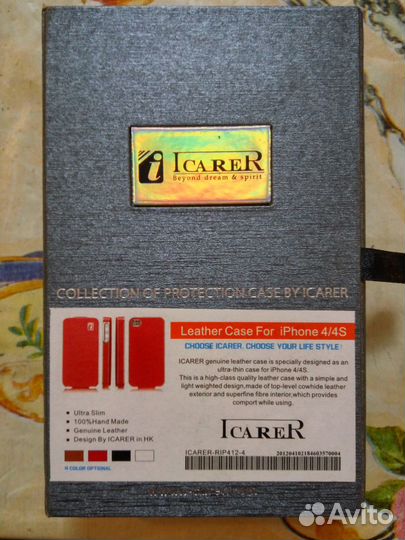 i ICARER
Beyond dream & spirit
COLLECTION OF PROTECTION CASE BY ICARER
Leather Case For iPhone 4/4S
CHOOSE ICARER. CHOOSE YOUR LIFE STYLE!
ICARER genuine leather case is specially designed as an
ultra-thin case for iPhone 4/4S.
This is a high-class quality leather case with a simple and
light weighted design,made of top-level cowhide leather
exterior and superfine fibre interior,which provides
comport while using.
Ultra Slim
100%Hand Made
Genuine Leather
Design By ICARER in.HK
4 COLOR OPTIONAL
ICARER
ICARER-RIP412-4
201204102184603570004
Avito